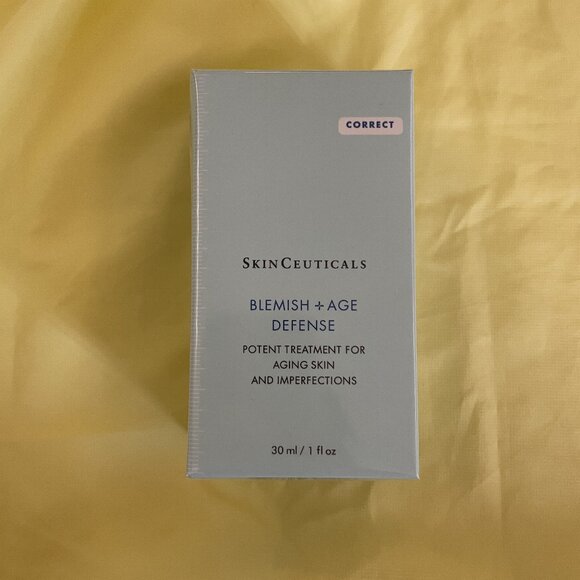 CORRECT
SKINCEUTICALS
BLEMISH + AGE
DEFENSE
POTENT TREATMENT FOR
AGING SKIN
AND IMPERFECTIONS
30 ml / 1 fl oz